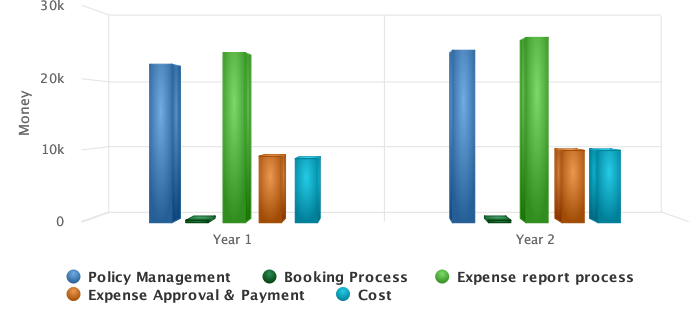 30k
20k
Money
10k
0
Year 1 Year 2
Policy Management Booking Process Expense report process
Expense Approval & Payment Cost